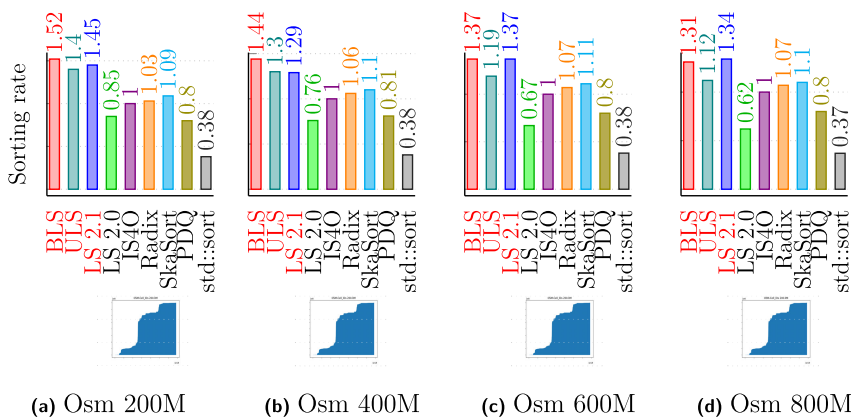 Sorting rate
1.52
1.4
1.45
0.85
1
1.03
1.09
0.8
0.38
BLS
ULS
LS 2.1
LS 2.0
IS4O
Radix
SkaSort
PDQ
std::sort
(a) Osm 200M
1.44
1.3
1.29
0.76
1
1.06
1.1
0.81
0.38
BLS
ULS
LS 2.1
LS 2.0
IS4O
Radix
SkaSort
PDQ
std::sort
(b) Osm 400M
1.37
1.19
1.37
0.67
1
1.07
1.11
0.8
0.38
BLS
ULS
LS 2.1
LS 2.0
IS4O
Radix
SkaSort
PDQ
std::sort
(c) Osm 600M
1.31
1.12
1.34
0.62
1
1.07
1.1
0.8
0.37
BLS
ULS
LS 2.1
LS 2.0
IS4O
Radix
SkaSort
PDQ
std::sort
(d) Osm 800M